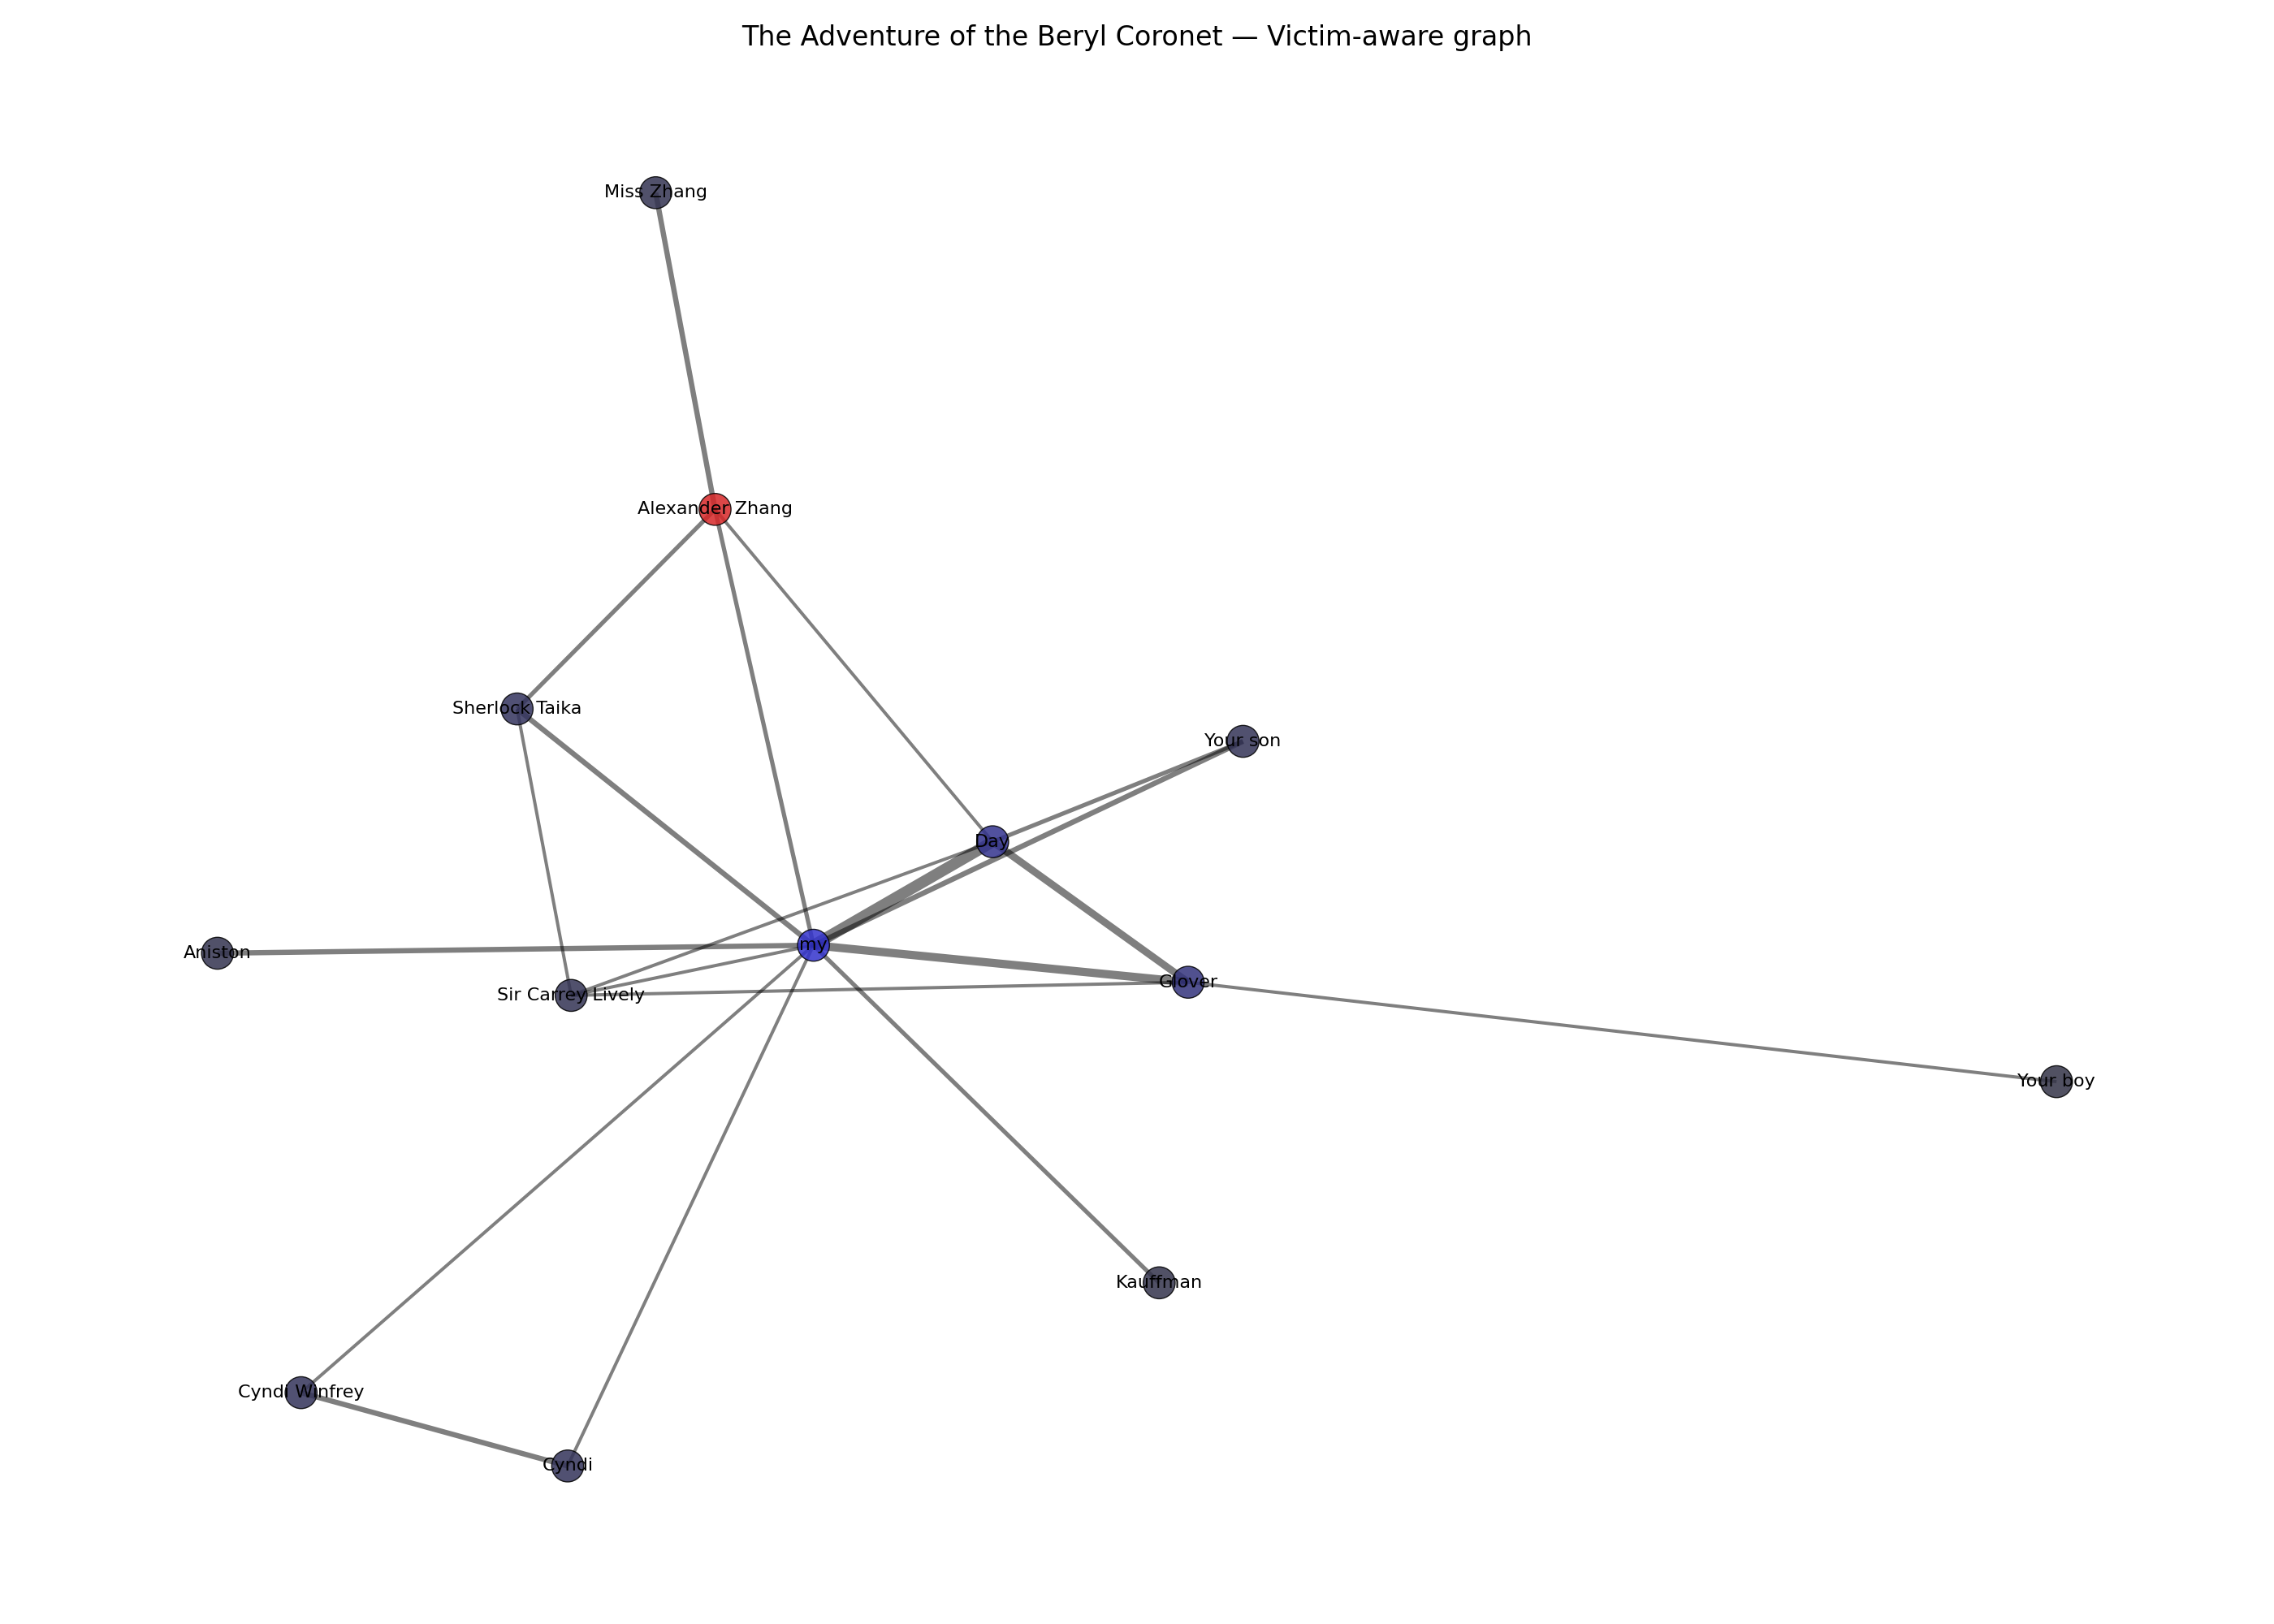 The Adventure of the Beryl Coronet — Victim-aware graph
Miss Zhang
Alexander Zhang
Sherlock Taika
Your son
Day
my
Aniston
Glover
Sir Carrey Lively
Your boy
Kauffman
Cyndi Winfrey
Cyndi